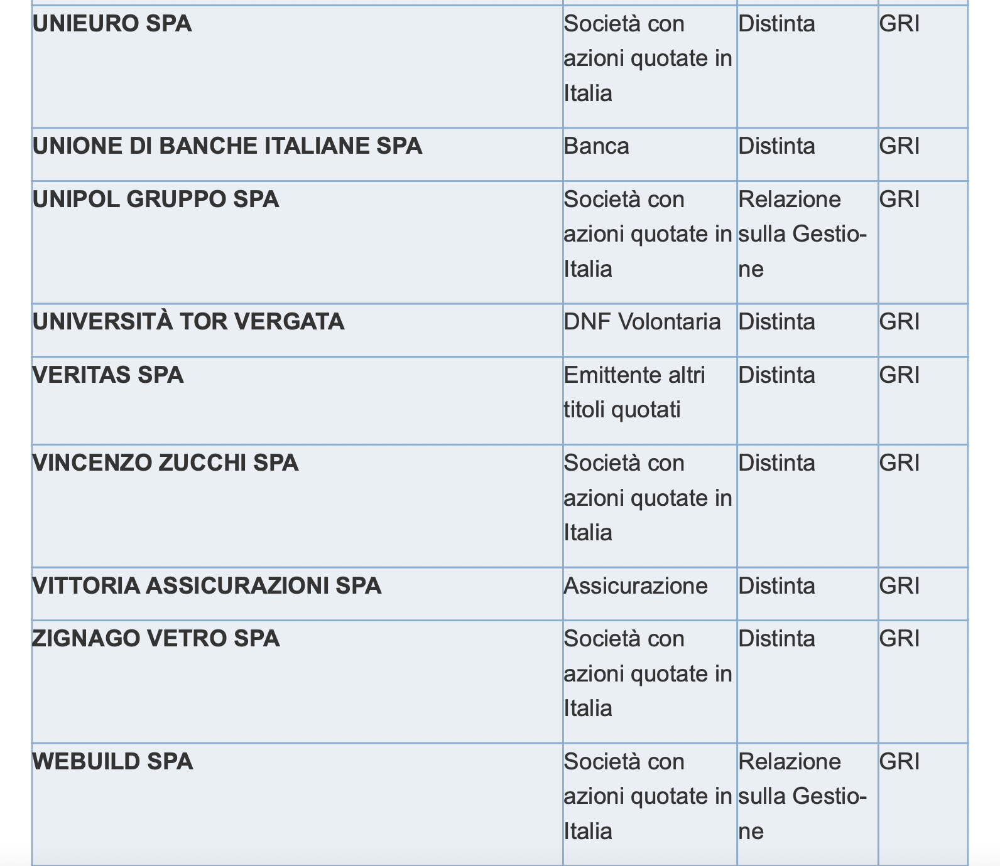 UNIEURO SPA
Società con
azioni quotate in
Italia
Distinta
GRI
UNIONE DI BANCHE ITALIANE SPA
Banca
Distinta
GRI
UNIPOL GRUPPO SPA
Società con
azioni quotate in
Italia
Relazione
sulla Gestio-
ne
GRI
UNIVERSITÀ TOR VERGATA
DNF Volontaria
Distinta
GRI
VERITAS SPA
Emittente altri
titoli quotati
Distinta
GRI
VINCENZO ZUCCHI SPA
Società con
azioni quotate in
Italia
Distinta
GRI
VITTORIA ASSICURAZIONI SPA
Assicurazione
Distinta
GRI
ZIGNAGO VETRO SPA
Società con
azioni quotate in
Italia
Distinta
GRI
WEBUILD SPA
Società con
azioni quotate in
Italia
Relazione
sulla Gestio-
ne
GRI